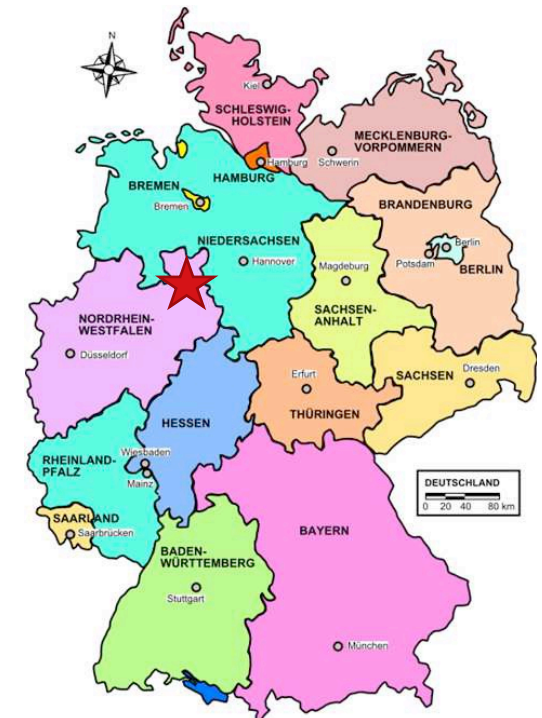 Kiel
SCHLESWIG-
HOLSTEIN
MECKLENBURG-
VORPOMMERN
Hamburg
Schwerin
HAMBURG
BREMEN
Bremen
BRANDENBURG
NIEDERSACHSEN
Hannover
Berlin
Potsdam
BERLIN
Magdeburg
SACHSEN-
ANHALT
NORDRHEIN-
WESTFALEN
Düsseldorf
SACHSEN
Dresden
Erfurt
THÜRINGEN
HESSEN
Wiesbaden
Mainz
RHEINLAND-
PFALZ
SAARLAND
Saarbrücken
DEUTSCHLAND
0 20 40 80 km
BAYERN
BADEN-
WÜRTTEMBERG
Stuttgart
München